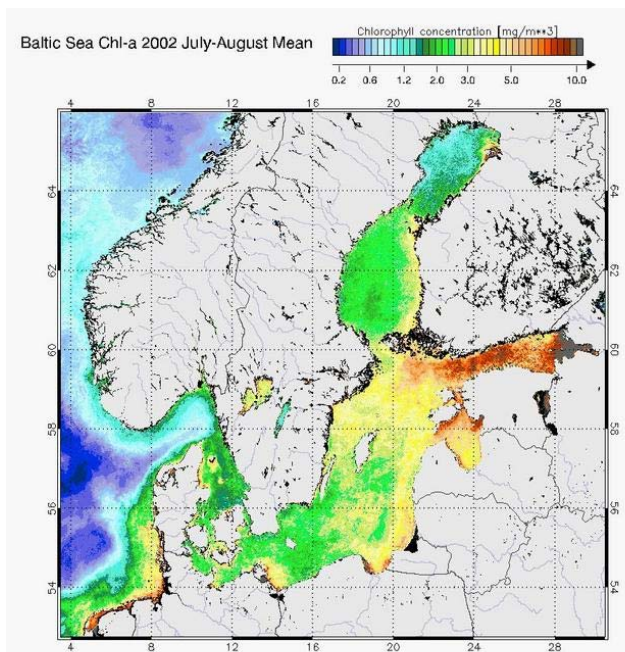 Chlorophyll concentration [mg/m**3]
Baltic Sea Chl-a 2002 July-August Mean
0.2 0.6 1.2 2.0 3.0 5.0 10.0
4 8 12 16 20 24 28
64 64
62 62
60 60
58 58
56 56
54 54
4 8 12 16 20 24 28